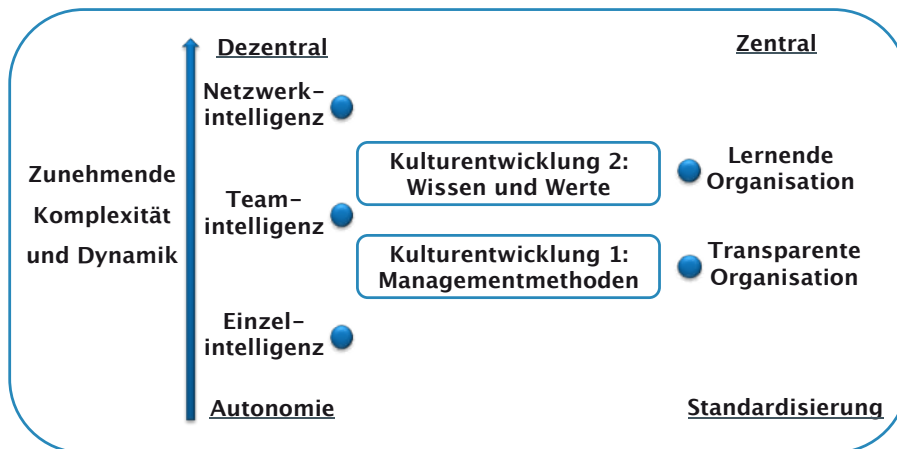 Dezentral
Zentral
Netzwerk-
intelligenz
Kulturentwicklung 2:
Wissen und Werte
Lernende
Organisation
Zunehmende
Komplexität
und Dynamik
Team-
intelligenz
Kulturentwicklung 1:
Managementmethoden
Transparente
Organisation
Einzel-
intelligenz
Autonomie
Standardisierung